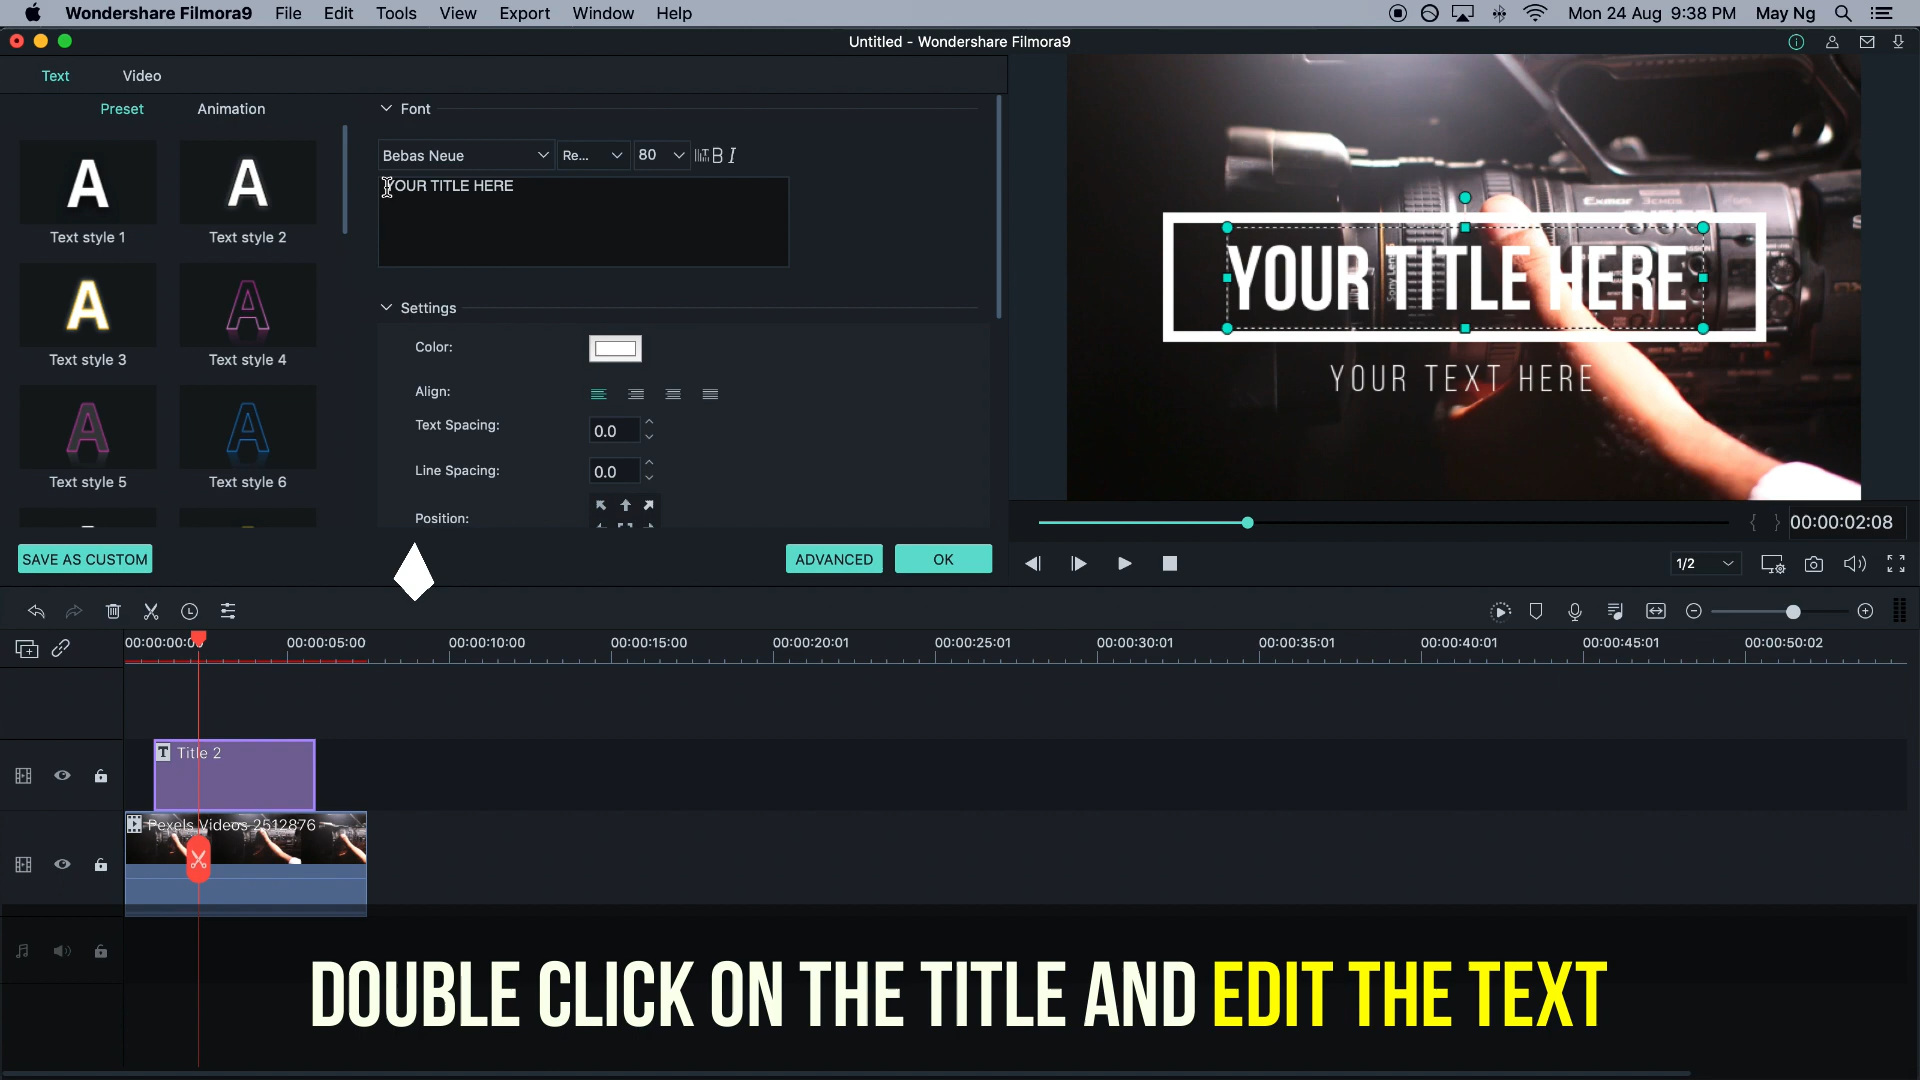 Wondershare Filmora9 File Edit Tools View Export Window Help
Mon 24 Aug 9:38 PM May Ng
Untitled - Wondershare Filmora9
Text Video
Preset Animation
Font
Bebas Neue Re... 80 B I
YOUR TITLE HERE
A A
Text style 1 Text style 2
A A
Text style 3 Text style 4
A A
Text style 5 Text style 6
Settings
Color:
Align:
Text Spacing: 0.0
Line Spacing: 0.0
Position:
SAVE AS CUSTOM ADVANCED OK
Exmor 3CMOS
YOUR TITLE HERE
YOUR TEXT HERE
{ } 00:00:02:08
1/2
00:00:00:0 00:00:05:00 00:00:10:00 00:00:15:00 00:00:20:01 00:00:25:01 00:00:30:01 00:00:35:01 00:00:40:01 00:00:45:01 00:00:50:02
T Title 2
Pexels Videos 2512876
DOUBLE CLICK ON THE TITLE AND EDIT THE TEXT